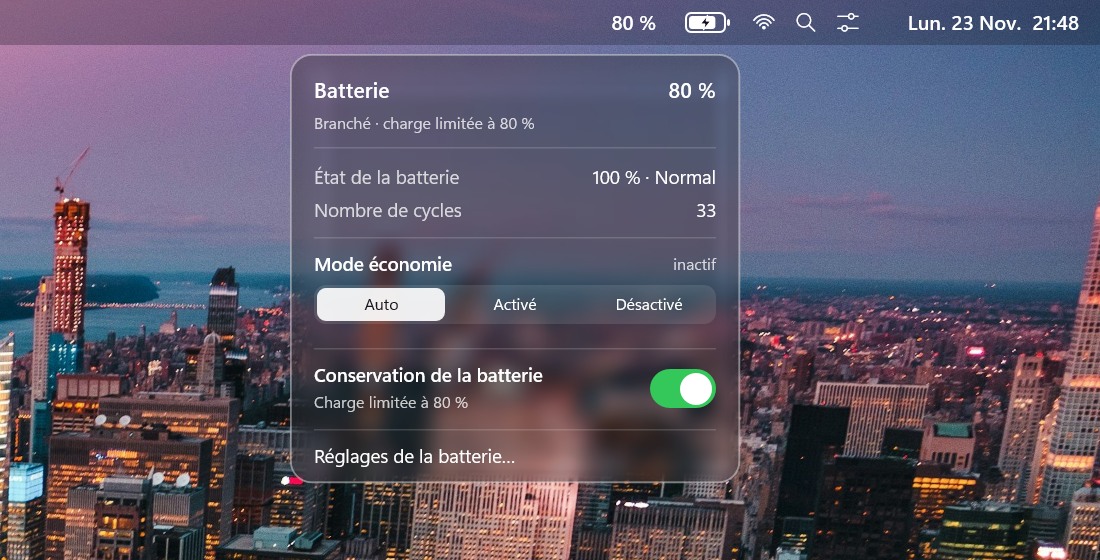 80 % Lun. 23 Nov. 21:48
Batterie 80 %
Branché · charge limitée à 80 %
État de la batterie 100 % · Normal
Nombre de cycles 33
Mode économie inactif
Auto Activé Désactivé
Conservation de la batterie
Charge limitée à 80 %
Réglages de la batterie...